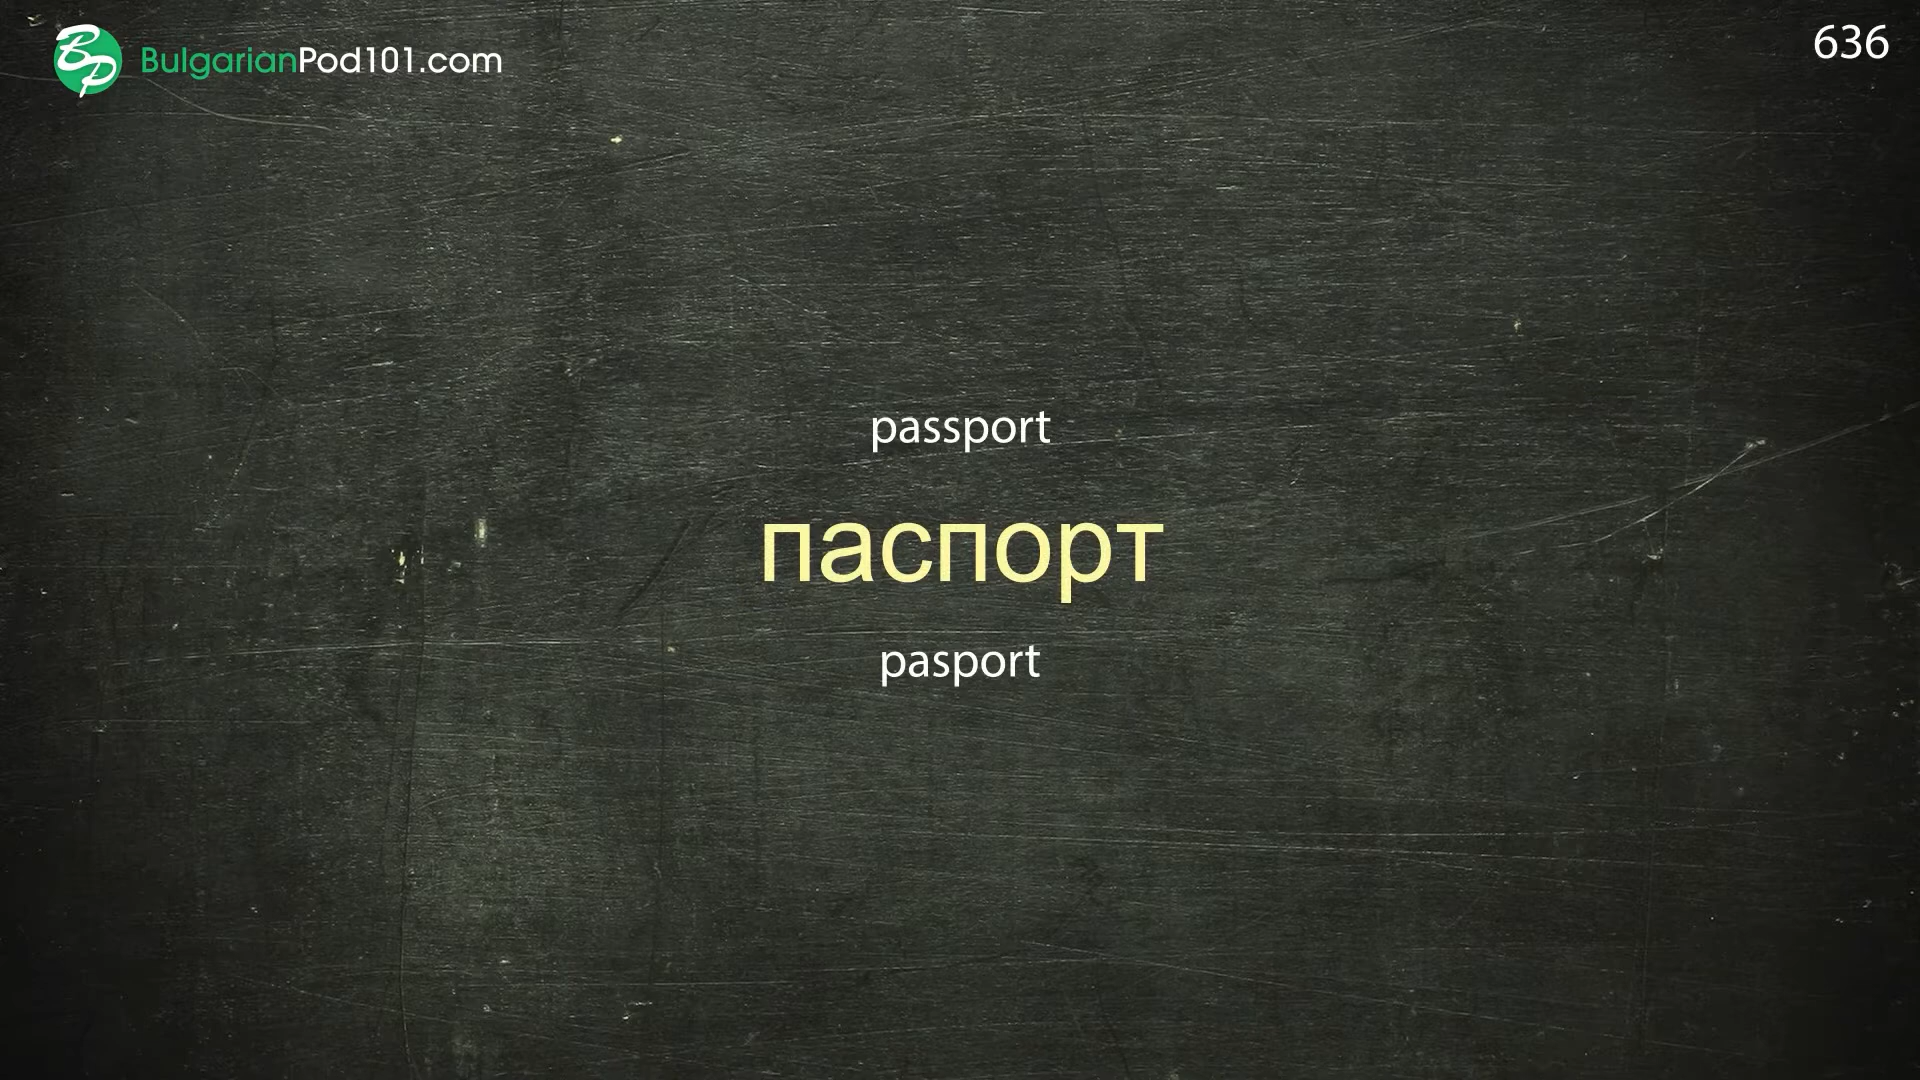 BulgarianPod101.com
636
passport
паспорт
pasport